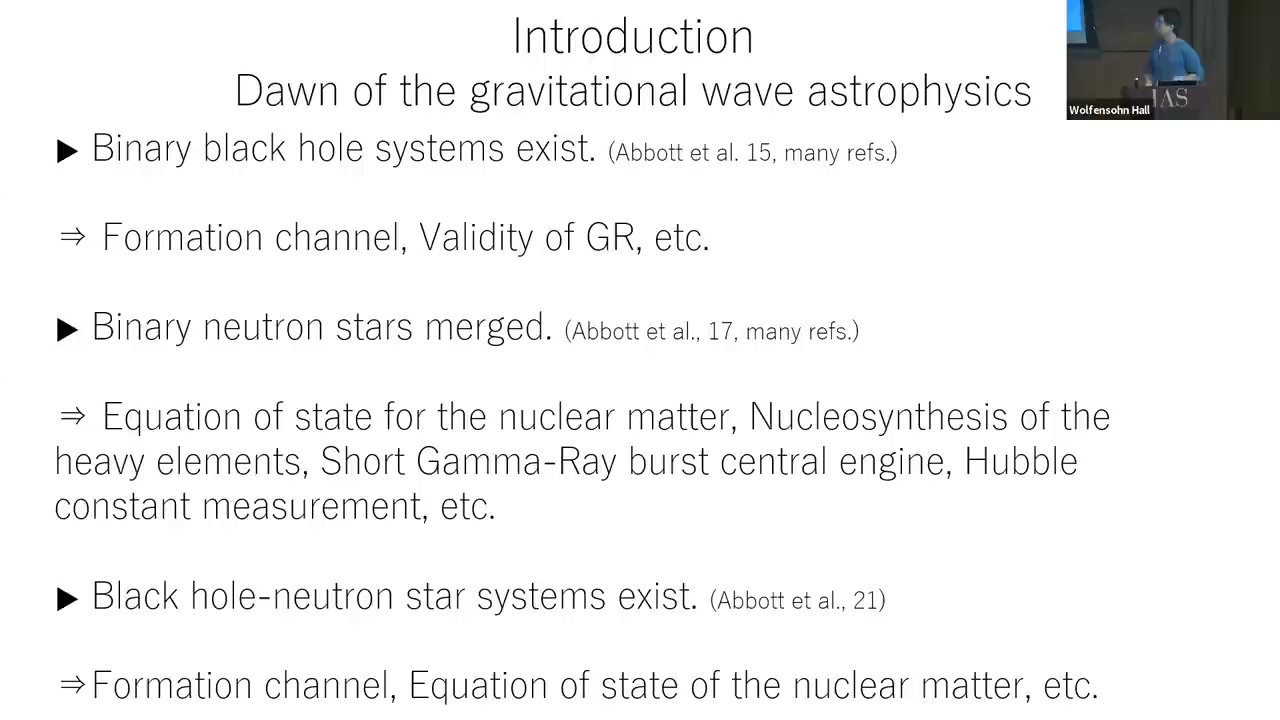 Introduction
Dawn of the gravitational wave astrophysics
▶ Binary black hole systems exist. (Abbott et al. 15, many refs.)
⇒ Formation channel, Validity of GR, etc.
▶ Binary neutron stars merged. (Abbott et al., 17, many refs.)
⇒ Equation of state for the nuclear matter, Nucleosynthesis of the
heavy elements, Short Gamma-Ray burst central engine, Hubble
constant measurement, etc.
▶ Black hole-neutron star systems exist. (Abbott et al., 21)
⇒Formation channel, Equation of state of the nuclear matter, etc.
IAS
Wolfensohn Hall